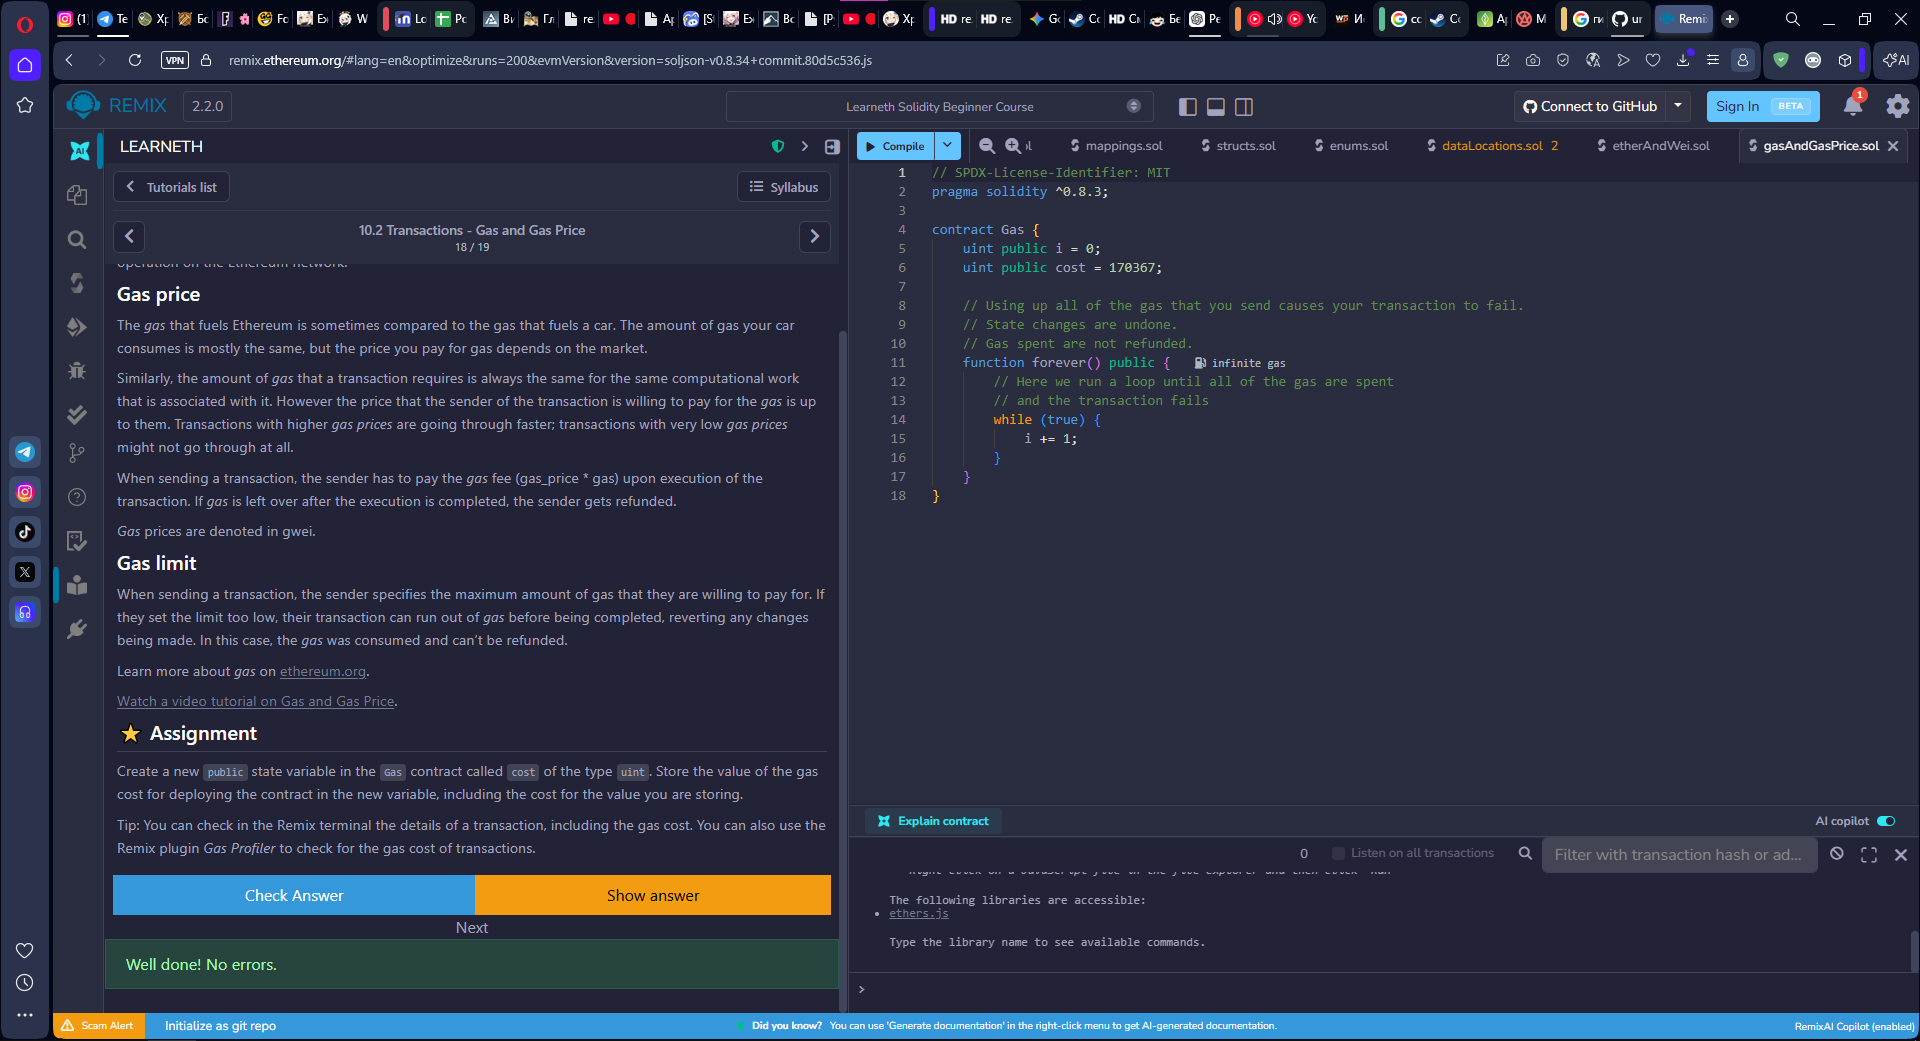 VPN
remix.ethereum.org/#lang=en&optimize&runs=200&evmVersion&version=soljson-v0.8.34+commit.80d5c536.js
AI
REMIX
2.2.0
Learneth Solidity Beginner Course
Connect to GitHub
Sign In BETA
1
LEARNETH
Tutorials list
Syllabus
10.2 Transactions - Gas and Gas Price
18 / 19
operation on the Ethereum network.
Gas price
The gas that fuels Ethereum is sometimes compared to the gas that fuels a car. The amount of gas your car
consumes is mostly the same, but the price you pay for gas depends on the market.
Similarly, the amount of gas that a transaction requires is always the same for the same computational work
that is associated with it. However the price that the sender of the transaction is willing to pay for the gas is up
to them. Transactions with higher gas prices are going through faster; transactions with very low gas prices
might not go through at all.
When sending a transaction, the sender has to pay the gas fee (gas_price * gas) upon execution of the
transaction. If gas is left over after the execution is completed, the sender gets refunded.
Gas prices are denoted in gwei.
Gas limit
When sending a transaction, the sender specifies the maximum amount of gas that they are willing to pay for. If
they set the limit too low, their transaction can run out of gas before being completed, reverting any changes
being made. In this case, the gas was consumed and can't be refunded.
Learn more about gas on ethereum.org.
Watch a video tutorial on Gas and Gas Price.
Assignment
Create a new public state variable in the Gas contract called cost of the type uint. Store the value of the gas
cost for deploying the contract in the new variable, including the cost for the value you are storing.
Tip: You can check in the Remix terminal the details of a transaction, including the gas cost. You can also use the
Remix plugin Gas Profiler to check for the gas cost of transactions.
Check Answer
Show answer
Next
Well done! No errors.
Compile
mappings.sol
structs.sol
enums.sol
dataLocations.sol 2
etherAndWei.sol
gasAndGasPrice.sol
1 // SPDX-License-Identifier: MIT
2 pragma solidity ^0.8.3;
3
4 contract Gas {
5 uint public i = 0;
6 uint public cost = 170367;
7
8 // Using up all of the gas that you send causes your transaction to fail.
9 // State changes are undone.
10 // Gas spent are not refunded.
11 function forever() public { infinite gas
12 // Here we run a loop until all of the gas are spent
13 // and the transaction fails
14 while (true) {
15 i += 1;
16 }
17 }
18 }
Explain contract
AI copilot
0
Listen on all transactions
Filter with transaction hash or ad...
The following libraries are accessible:
ethers.js
Type the library name to see available commands.
>
Scam Alert
Initialize as git repo
Did you know? You can use 'Generate documentation' in the right-click menu to get AI-generated documentation.
RemixAI Copilot (enabled)